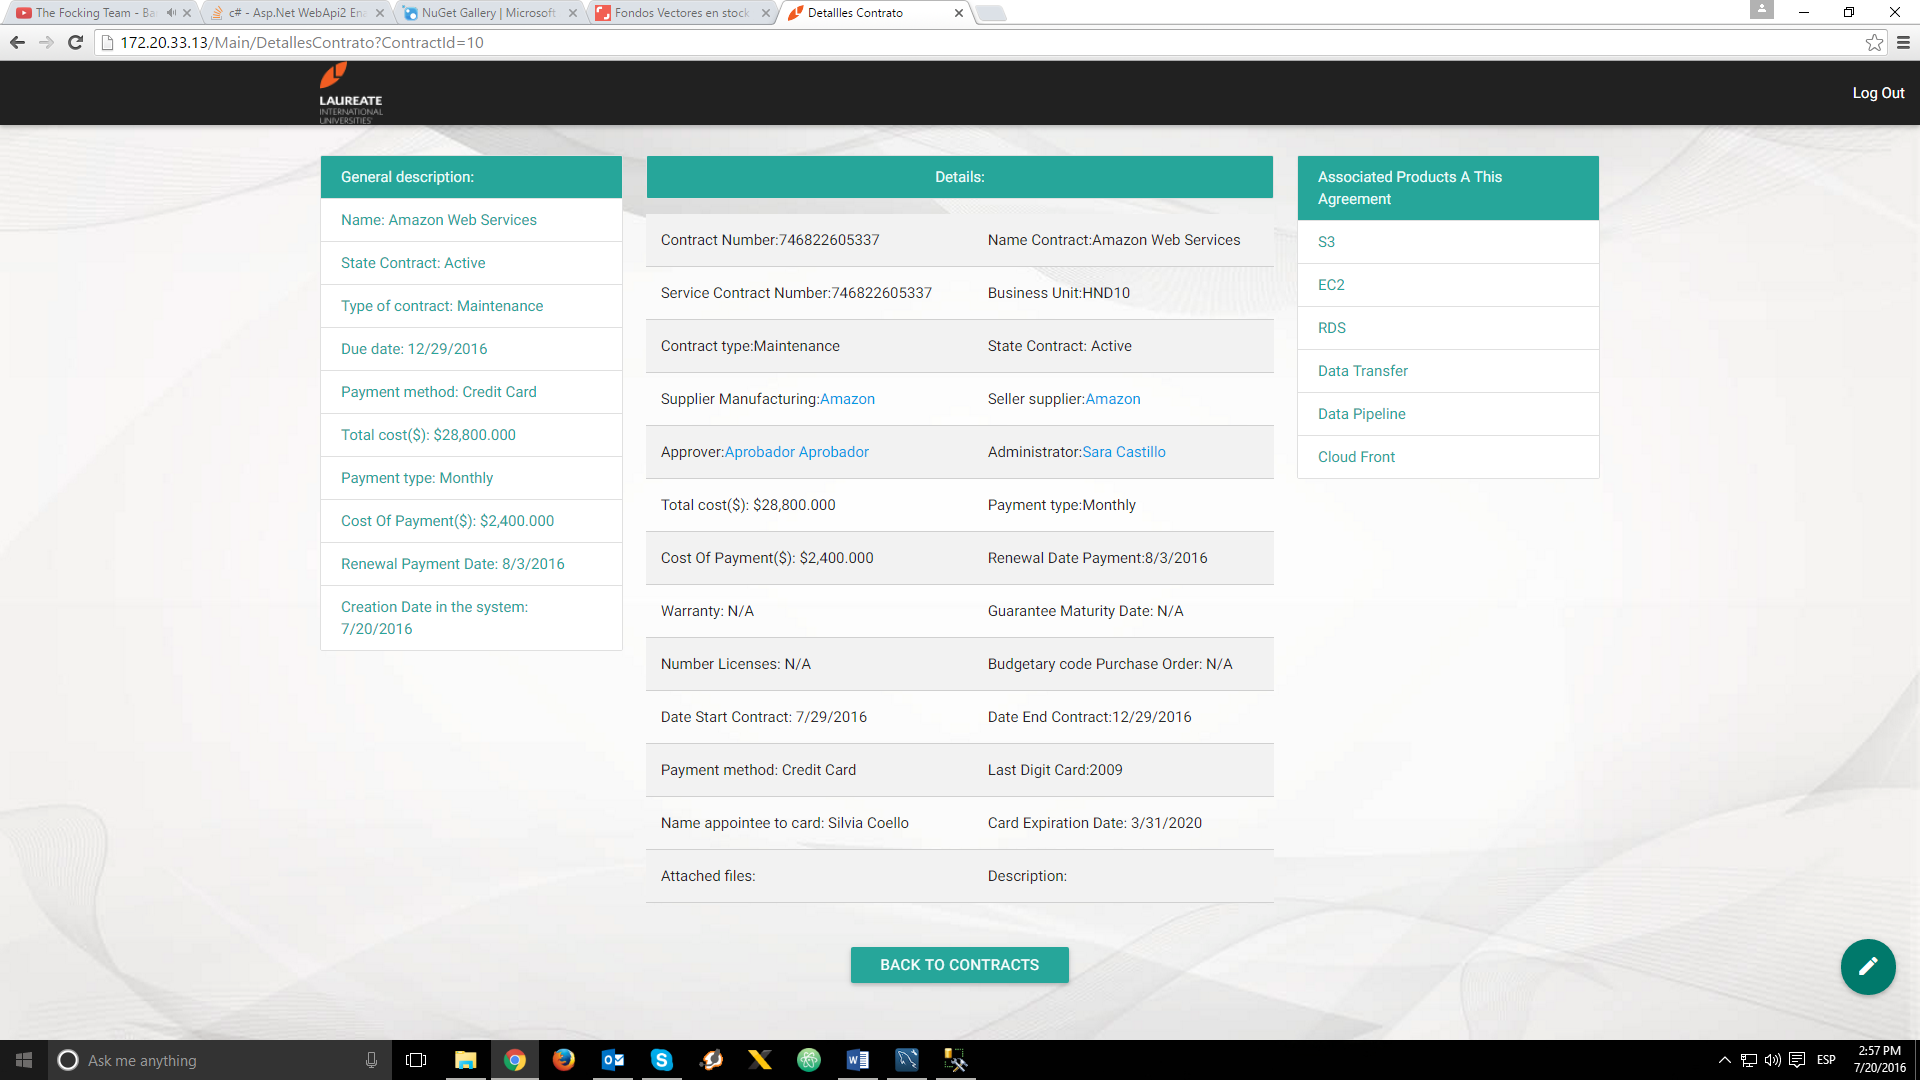 The Focking Team - Ba
c# - Asp.Net WebApi2 Ena
NuGet Gallery | Microsoft
Fondos Vectores en stock
Detallles Contrato
172.20.33.13/Main/DetallesContrato?ContractId=10
LAUREATE
INTERNATIONAL
UNIVERSITIES
Log Out
General description:
Name: Amazon Web Services
State Contract: Active
Type of contract: Maintenance
Due date: 12/29/2016
Payment method: Credit Card
Total cost($): $28,800.000
Payment type: Monthly
Cost Of Payment($): $2,400.000
Renewal Payment Date: 8/3/2016
Creation Date in the system:
7/20/2016
Details:
Contract Number:746822605337 Name Contract:Amazon Web Services
Service Contract Number:746822605337 Business Unit:HND10
Contract type:Maintenance State Contract: Active
Supplier Manufacturing:Amazon Seller supplier:Amazon
Approver:Aprobador Aprobador Administrator:Sara Castillo
Total cost($): $28,800.000 Payment type:Monthly
Cost Of Payment($): $2,400.000 Renewal Date Payment:8/3/2016
Warranty: N/A Guarantee Maturity Date: N/A
Number Licenses: N/A Budgetary code Purchase Order: N/A
Date Start Contract: 7/29/2016 Date End Contract:12/29/2016
Payment method: Credit Card Last Digit Card:2009
Name appointee to card: Silvia Coello Card Expiration Date: 3/31/2020
Attached files: Description:
Associated Products A This
Agreement
S3
EC2
RDS
Data Transfer
Data Pipeline
Cloud Front
BACK TO CONTRACTS
Ask me anything
ESP
2:57 PM
7/20/2016